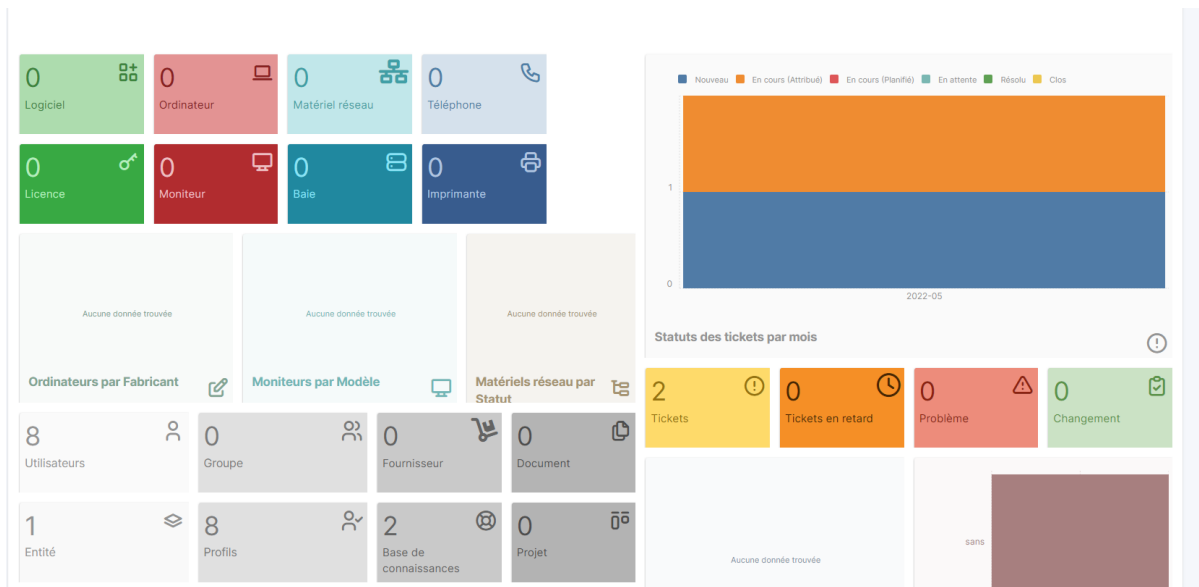 0
Logiciel
0
Ordinateur
0
Matériel réseau
0
Téléphone
0
Licence
0
Moniteur
0
Baie
0
Imprimante
Aucune donnée trouvée
Ordinateurs par Fabricant
Aucune donnée trouvée
Moniteurs par Modèle
Aucune donnée trouvée
Matériels réseau par
Statut
8
Utilisateurs
0
Groupe
0
Fournisseur
0
Document
1
Entité
8
Profils
2
Base de
connaissances
0
Projet
Nouveau En cours (Attribué) En cours (Planifié) En attente Résolu Clos
1
0
2022-05
Statuts des tickets par mois
2
Tickets
0
Tickets en retard
0
Problème
0
Changement
Aucune donnée trouvée
sans